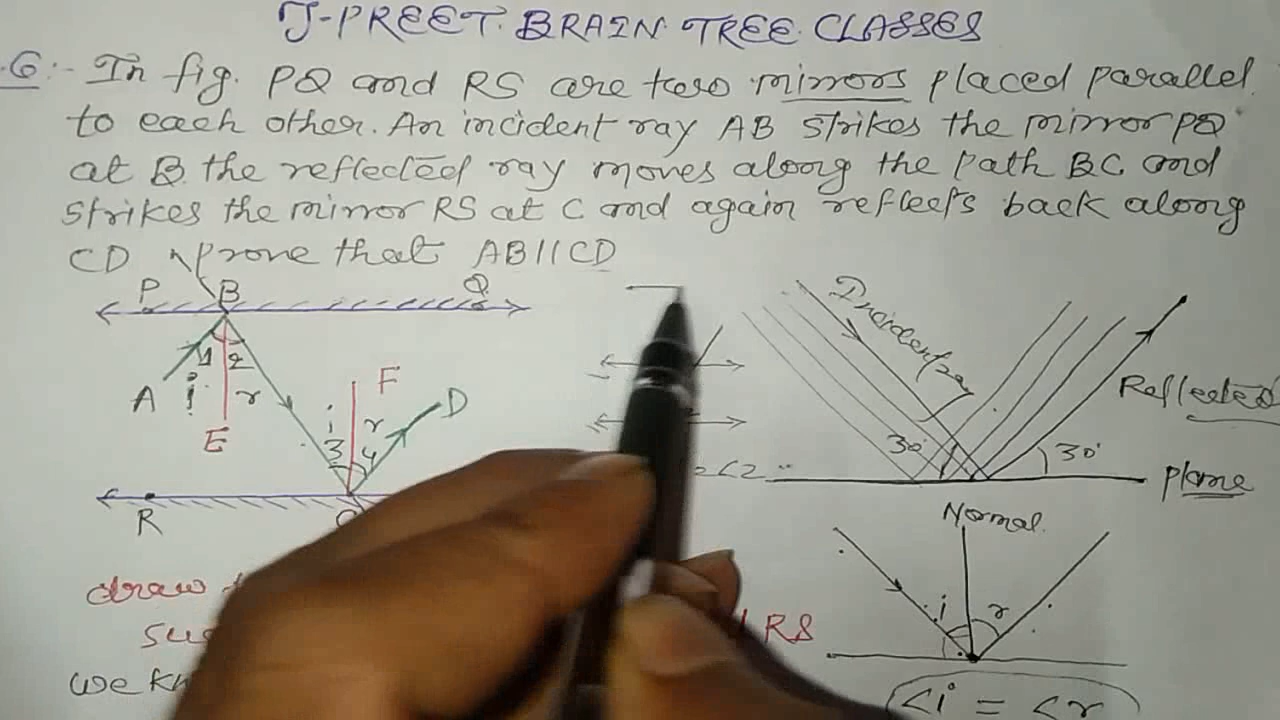 J-PREET BRAIN TREE CLASSES
6:- In fig. PQ and RS are two mirrors placed parallel
to each other. An incident ray AB strikes the mirror PQ
at B. the reflected ray moves along the path BC and
strikes the mirror RS at C and again reflects back along
CD prove that AB||CD
P B Q
1 2
A i r
E
F
i r D
3 4
R C
Incident ray
Reflected
30° 30°
plane
<2
Normal
i r
draw
RS
we
<i = <r